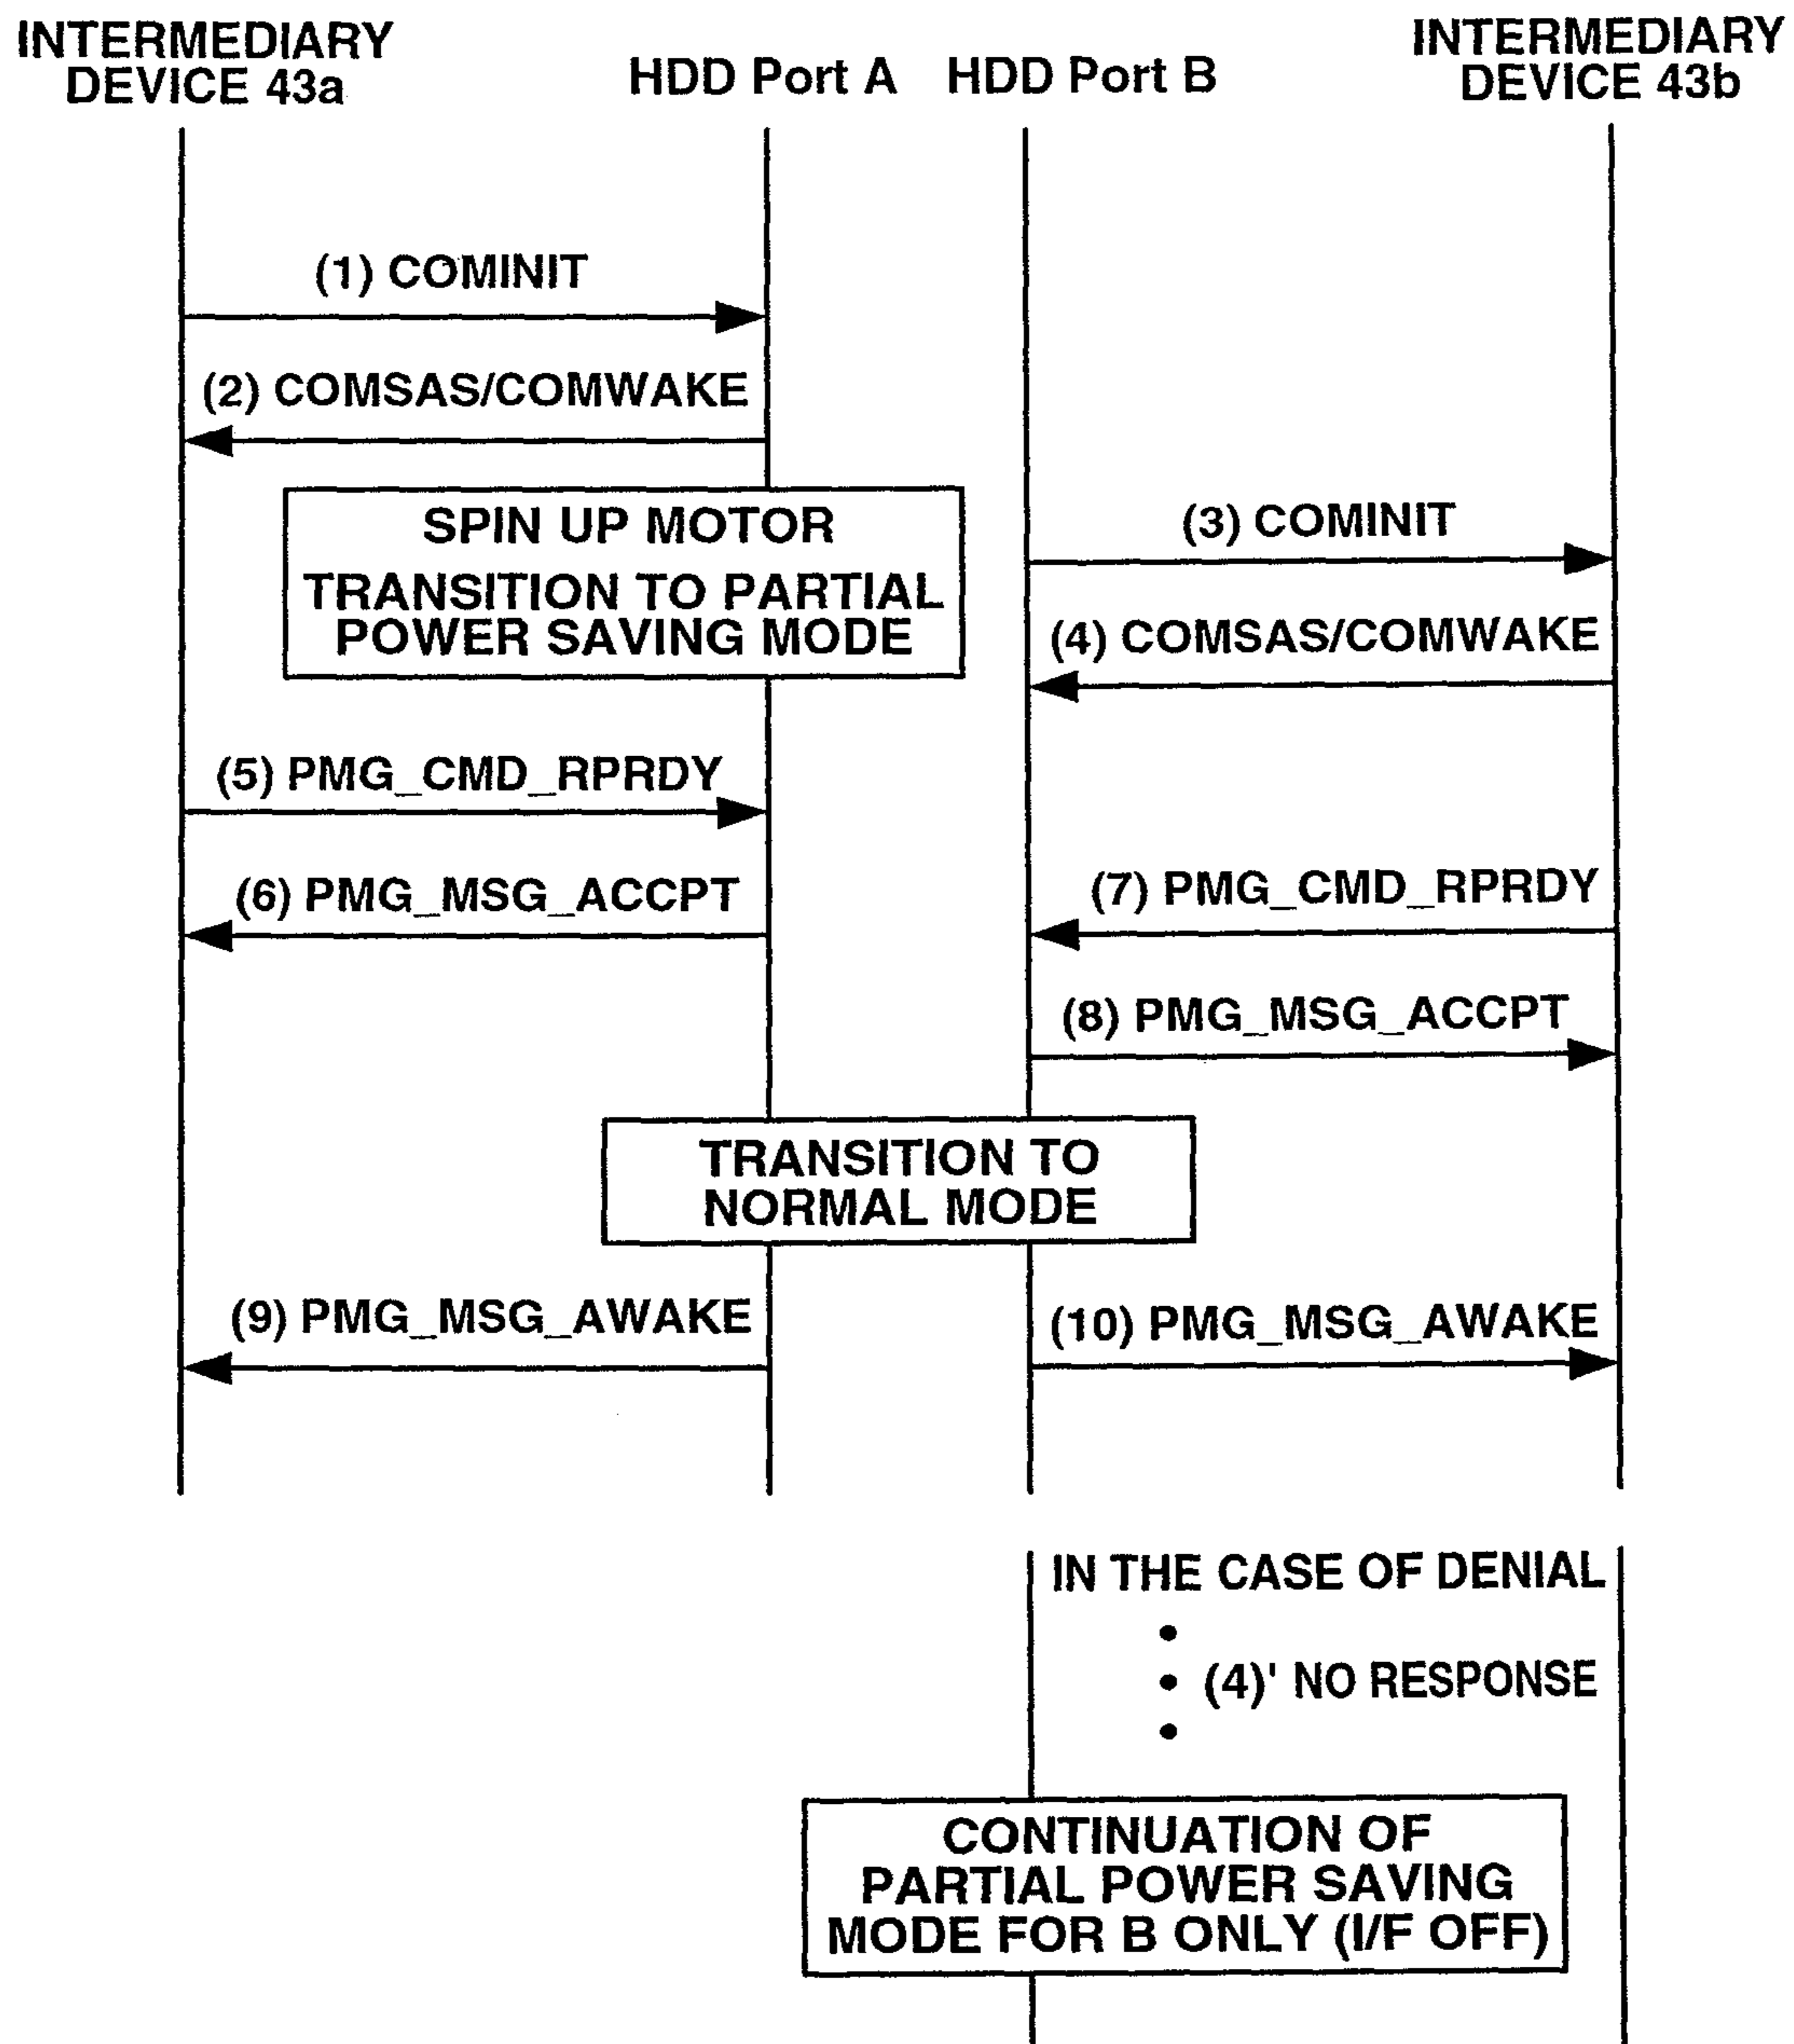 INTERMEDIARY
DEVICE 43a
HDD Port A
HDD Port B
INTERMEDIARY
DEVICE 43b
(1) COMINIT
(2) COMSAS/COMWAKE
SPIN UP MOTOR
TRANSITION TO PARTIAL
POWER SAVING MODE
(3) COMINIT
(4) COMSAS/COMWAKE
(5) PMG_CMD_RPRDY
(6) PMG_MSG_ACCPT
(7) PMG_CMD_RPRDY
(8) PMG_MSG_ACCPT
TRANSITION TO
NORMAL MODE
(9) PMG_MSG_AWAKE
(10) PMG_MSG_AWAKE
IN THE CASE OF DENIAL
(4)' NO RESPONSE
CONTINUATION OF
PARTIAL POWER SAVING
MODE FOR B ONLY (I/F OFF)